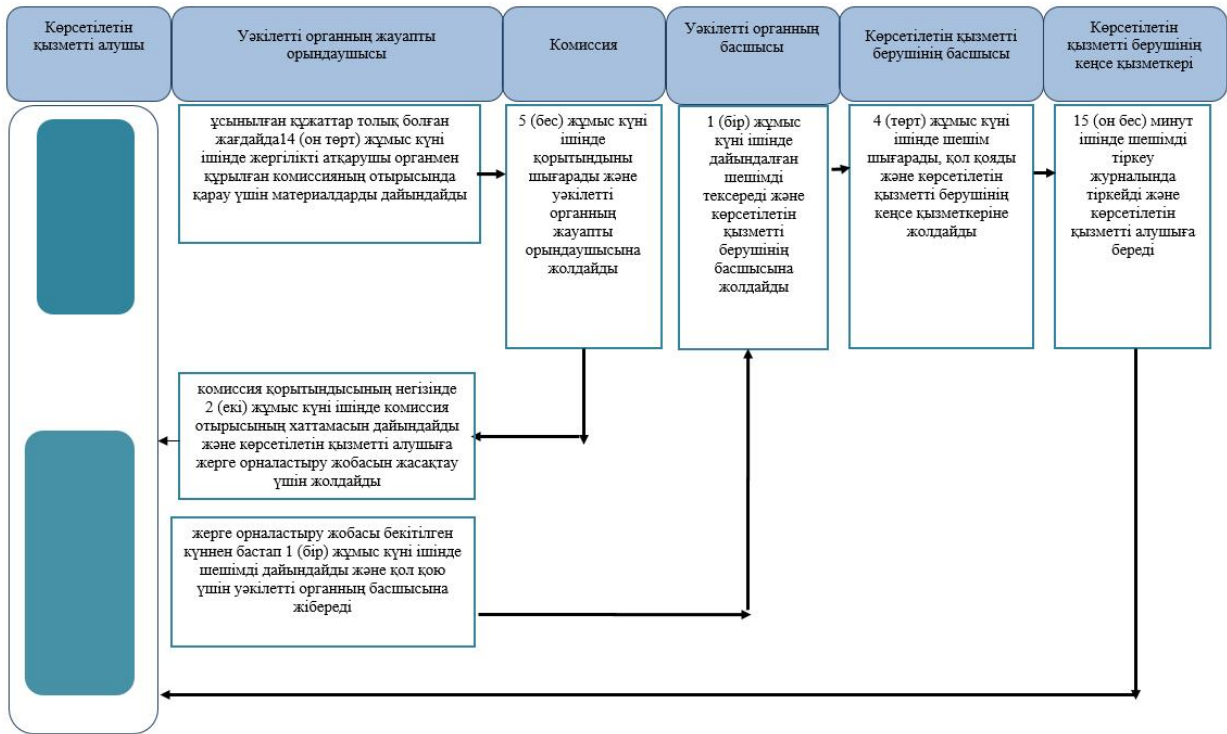 Көрсетілетін
қызметті алушы
Уәкілетті органның жауапты
орындаушысы
Комиссия
Уәкілетті органның
басшысы
Көрсетілетін қызметті
берушінің басшысы
Көрсетілетін
қызметті берушінің
кеңсе қызметкері
ұсынылған құжаттар толық болған
жағдайда14 (он төрт) жұмыс күні
ішінде жергілікті атқарушы органмен
құрылған комиссияның отырысында
қарау үшін материалдарды дайындайды
5 (бес) жұмыс күні
ішінде
қорытындыны
шығарады және
уәкілетті
органның
жауапты
орындаушысына
жолдайды
1 (бір) жұмыс
күні ішінде
дайындалған
шешімді
тексереді және
көрсетілетін
қызметті
берушінің
басшысына
жолдайды
4 (төрт) жұмыс күні
ішінде шешім
шығарады, қол қояды
және көрсетілетін
қызметті берушінің
кеңсе қызметкеріне
жолдайды
15 (он бес) минут
ішінде шешімді
тіркеу
журналында
тіркейді және
көрсетілетін
қызметті алушыға
береді
комиссия қорытындысының негізінде
2 (екі) жұмыс күні ішінде комиссия
отырысының хаттамасын дайындайды
және көрсетілетін қызметті алушыға
жерге орналастыру жобасын жасақтау
үшін жолдайды
жерге орналастыру жобасы бекітілген
күннен бастап 1 (бір) жұмыс күні ішінде
шешімді дайындайды және қол қою
үшін уәкілетті органның басшысына
жібереді